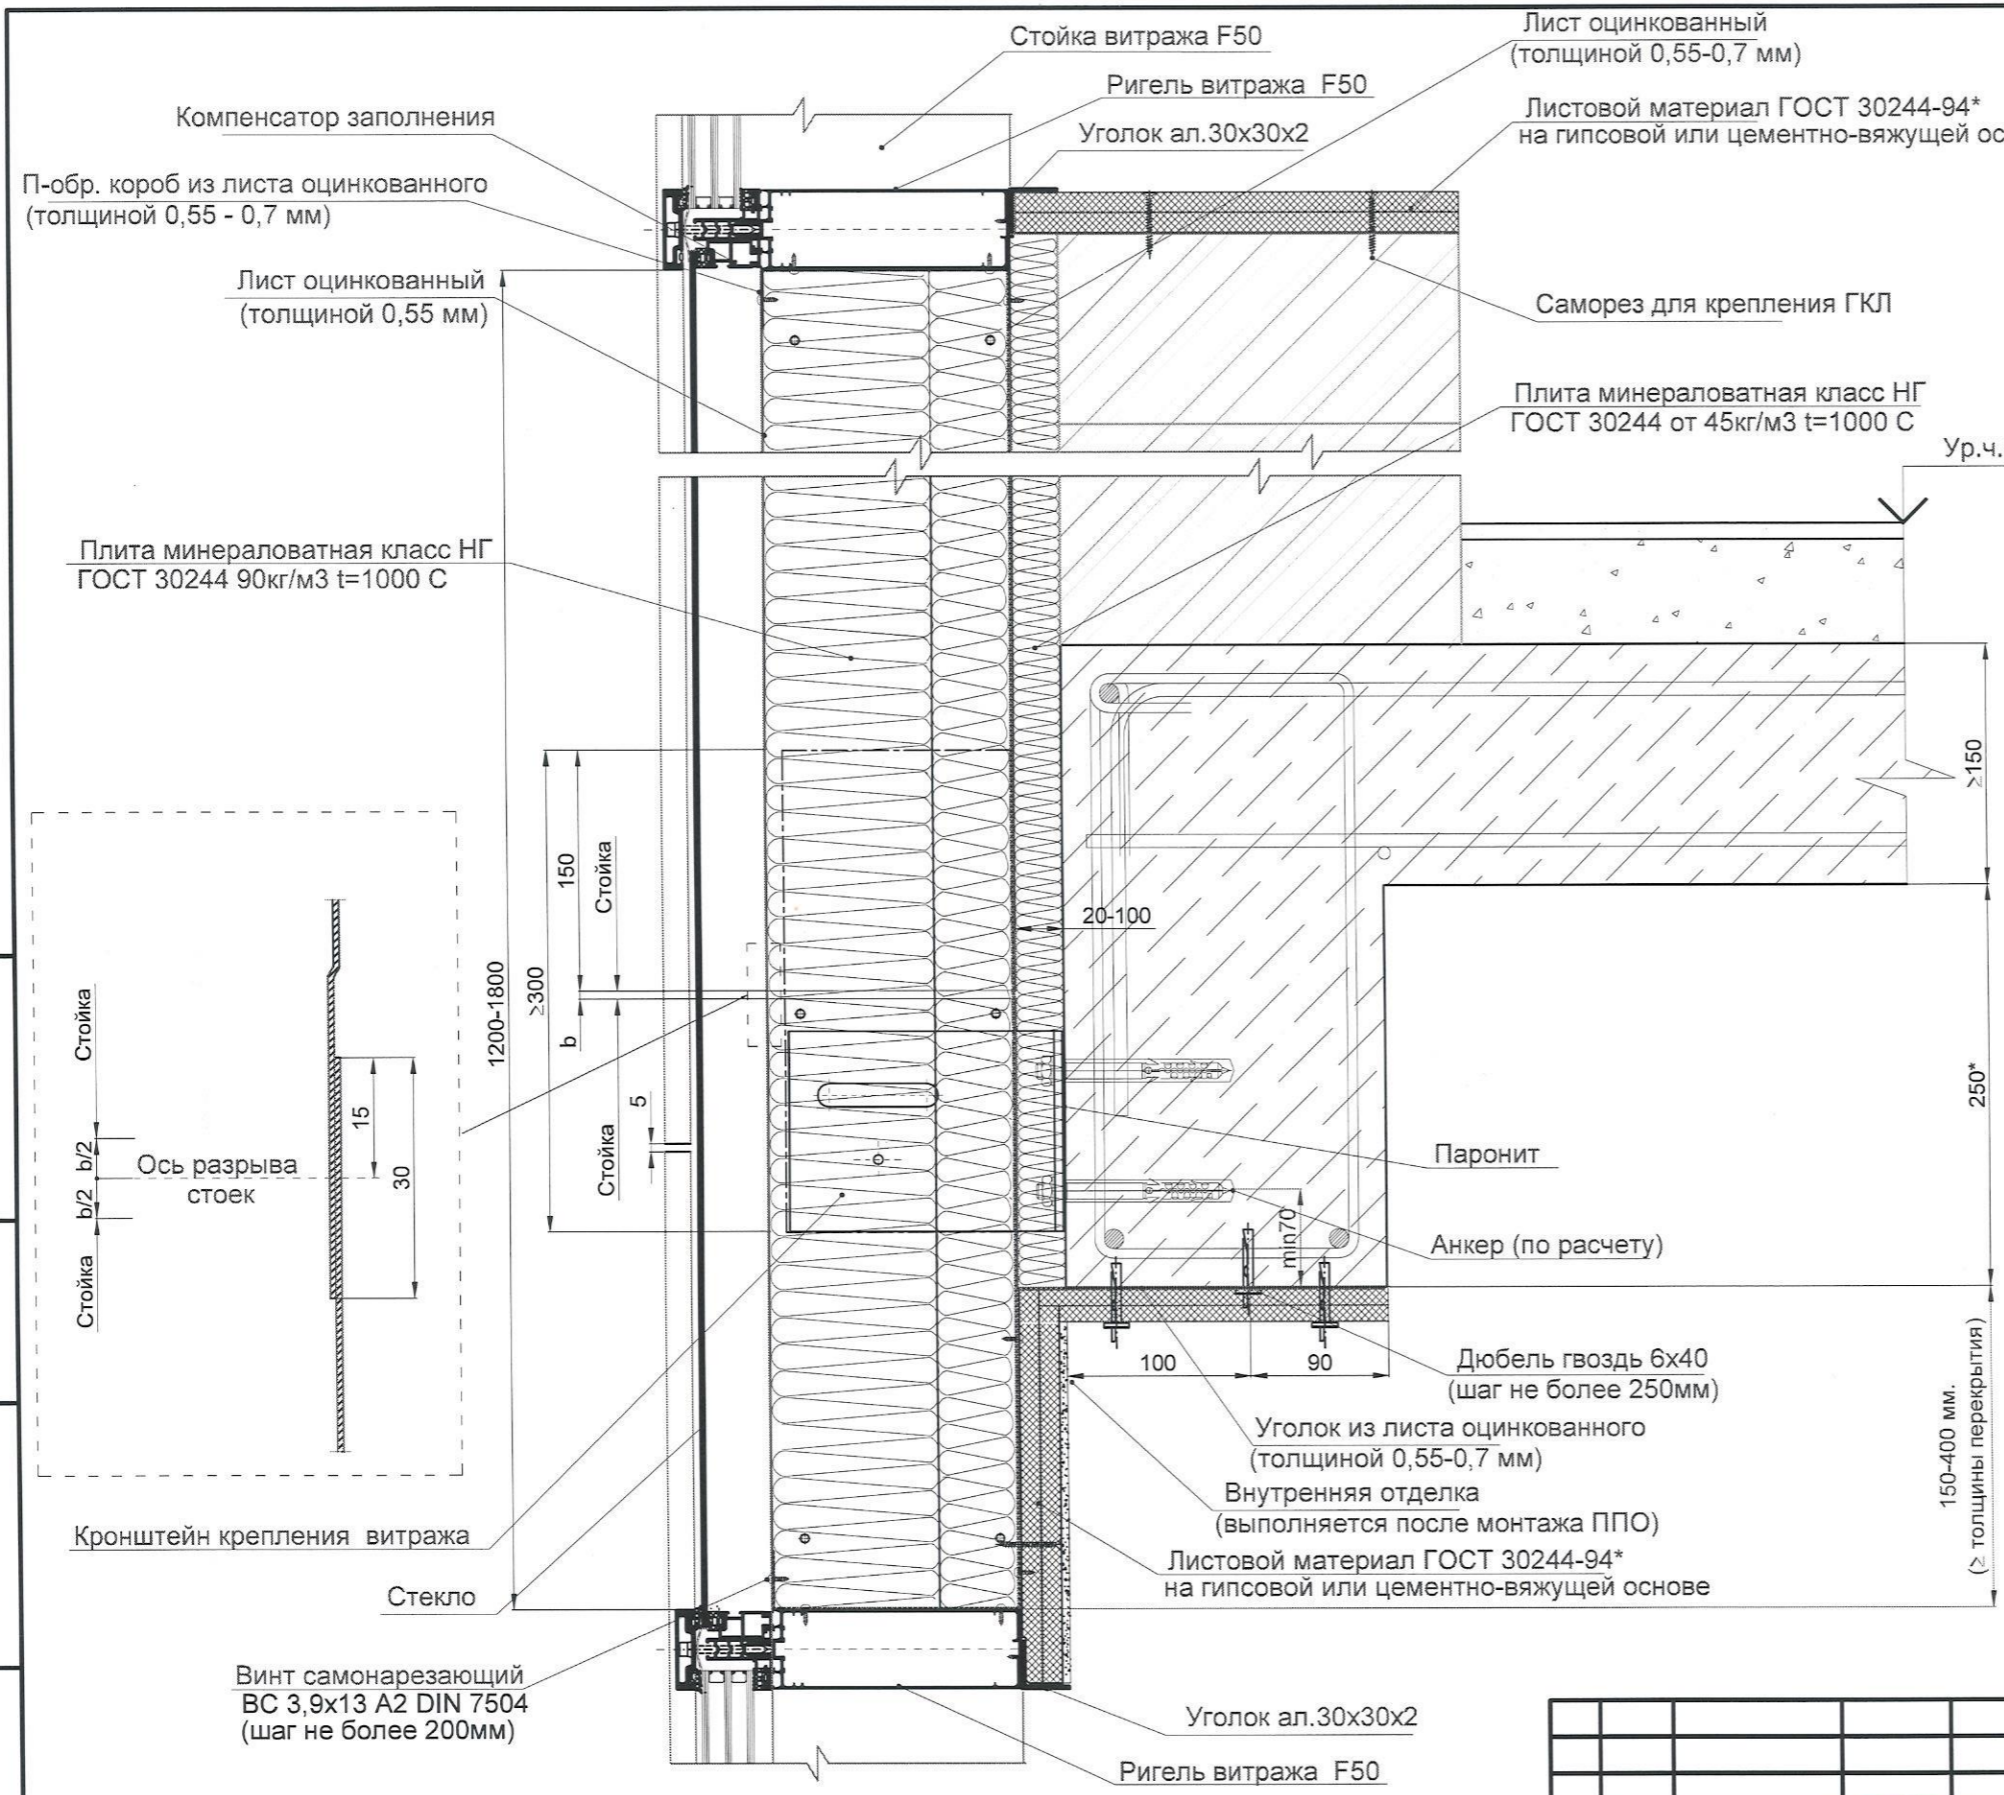 Стойка витража F50
Лист оцинкованный
(толщиной 0,55-0,7 мм)
Ригель витража F50
Компенсатор заполнения
Уголок ал.30х30х2
Листовой материал ГОСТ 30244-94*
на гипсовой или цементно-вяжущей ос
П-обр. короб из листа оцинкованного
(толщиной 0,55 - 0,7 мм)
Лист оцинкованный
(толщиной 0,55 мм)
Саморез для крепления ГКЛ
Плита минераловатная класс НГ
ГОСТ 30244 от 45кг/м3 t=1000 С
Ур.ч.
Плита минераловатная класс НГ
ГОСТ 30244 90кг/м3 t=1000 С
≥150
150
Стойка
20-100
1200-1800
≥300
b
5
Стойка
250*
Стойка
b/2
b/2
Стойка
Ось разрыва
стоек
15
30
Паронит
min70
Анкер (по расчету)
100
90
Дюбель гвоздь 6х40
(шаг не более 250мм)
150-400 мм.
(≥ толщины перекрытия)
Уголок из листа оцинкованного
(толщиной 0,55-0,7 мм)
Внутренняя отделка
(выполняется после монтажа ППО)
Кронштейн крепления витража
Листовой материал ГОСТ 30244-94*
на гипсовой или цементно-вяжущей основе
Стекло
Винт самонарезающий
ВС 3,9х13 А2 DIN 7504
(шаг не более 200мм)
Уголок ал.30х30х2
Ригель витража F50